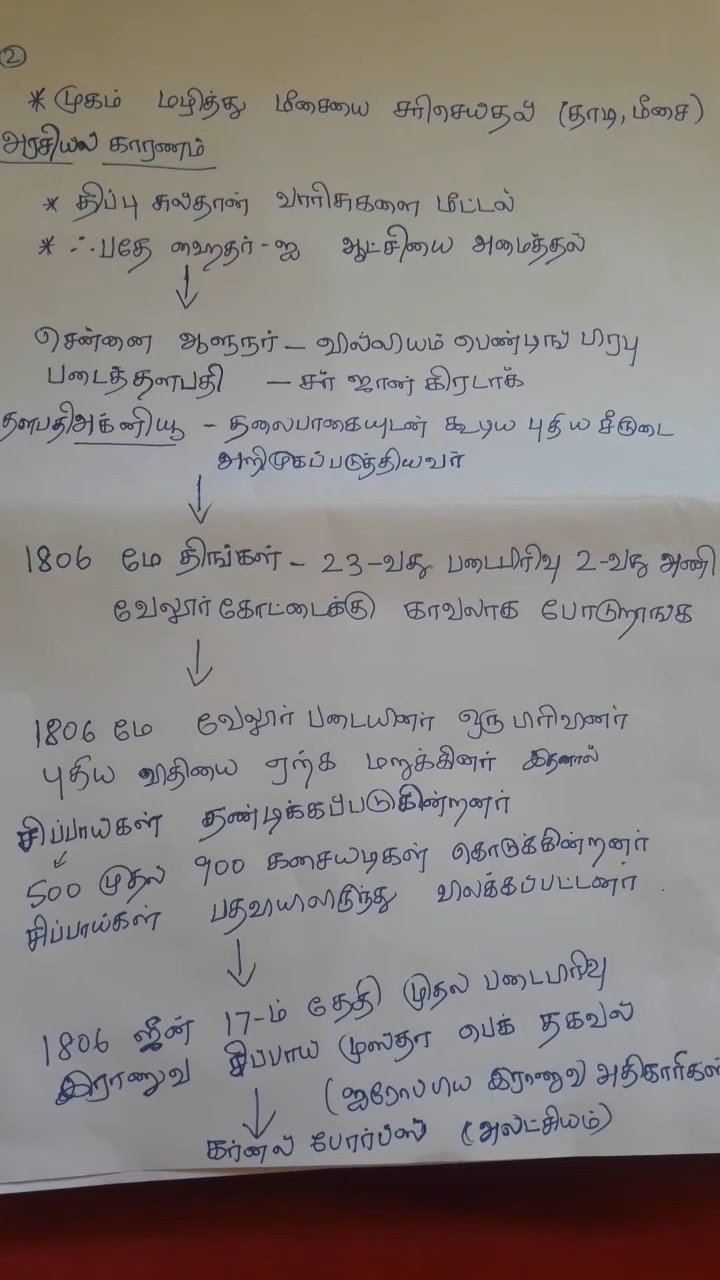 ②
* முகம் மழித்து மீசையை சரிசெய்தல் (தாடி, மீசை)
அரசியல் காரணம்
* திப்பு சுல்தான் வாரிசுகளை மீட்டல்
* ஃபதே ஹைதர்-ஐ ஆட்சியை அமைத்தல்
↓
சென்னை ஆளுநர் – வில்லியம் பெண்டிங் பிரபு
படைத்தளபதி – சர் ஜான் கிரடாக்
தளபதி அக்னியூ – தலைபாகையுடன் கூடிய புதிய சீருடை
அறிமுகப்படுத்தியவர்
↓
1806 மே திங்கள் – 23-வது படைபிரிவு 2-வது அணி
வேலூர் கோட்டைக்கு காவலாக போடுறாங்க
↓
1806 மே வேலூர் படையினர் ஒரு பிரிவினர்
புதிய விதியை ஏற்க மறுக்கினர் இதனால்
சிப்பாய்கள் தண்டிக்கப்படுகின்றனர்
500 முதல் 900 கசையடிகள் கொடுக்கின்றனர்
சிப்பாய்கள் பதவியிலிருந்து விலக்கப்பட்டனர்.
↓
1806 ஜீன் 17-ம் தேதி முதல் படைபிரிவு
இராணுவ சிப்பாய் முஸ்தா பெக் தகவல்
(ஐரோப்பிய இராணுவ அதிகாரிகள்
↓
கர்னல் போர்ப்ஸ் (அலட்சியம்)